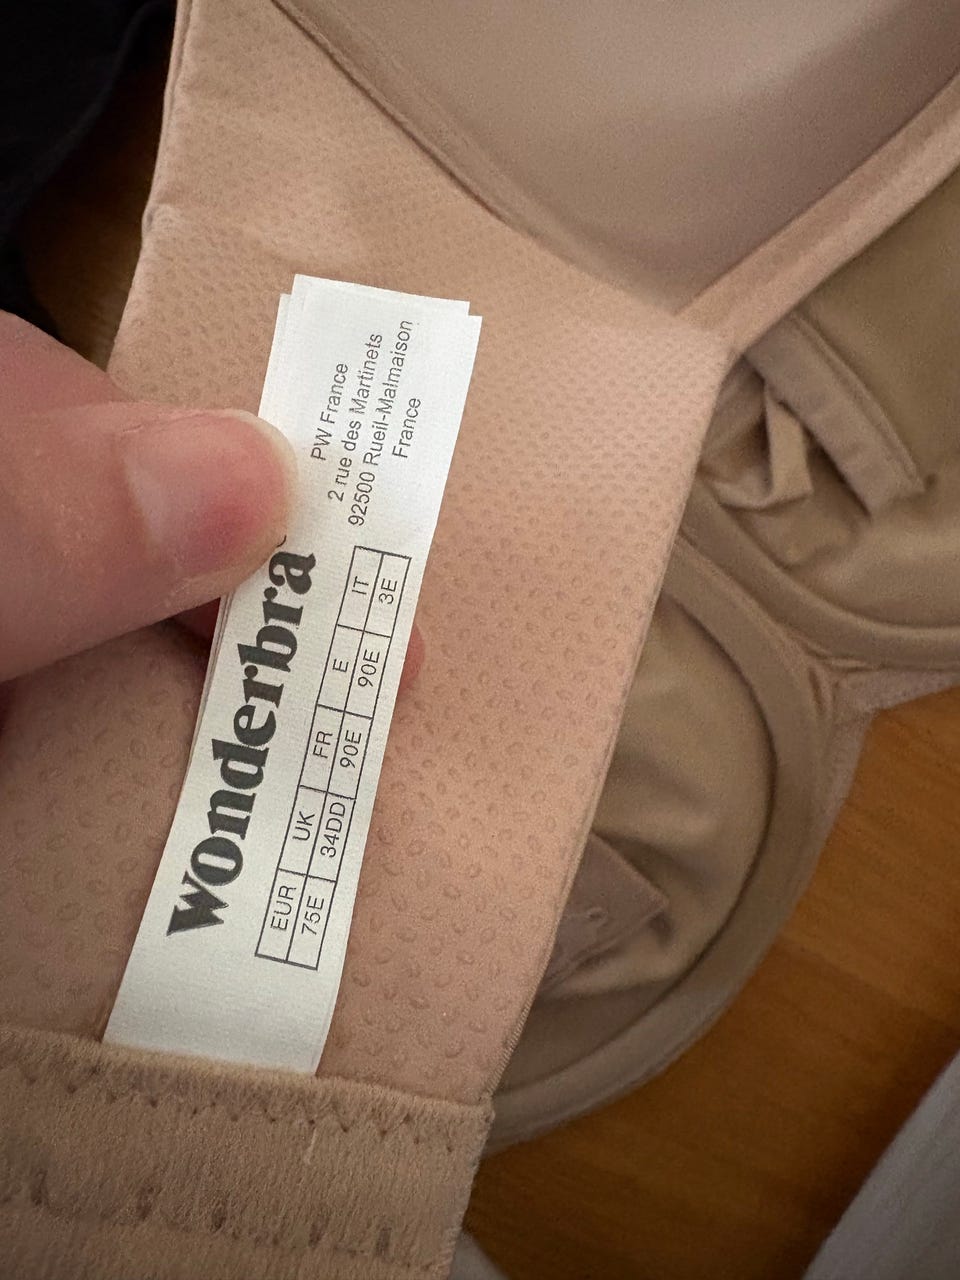 Wonderbra
PW France
2 rue des Martinets
92500 Rueil-Malmaison
France
EUR UK FR E IT
75E 34DD 90E 90E 3E